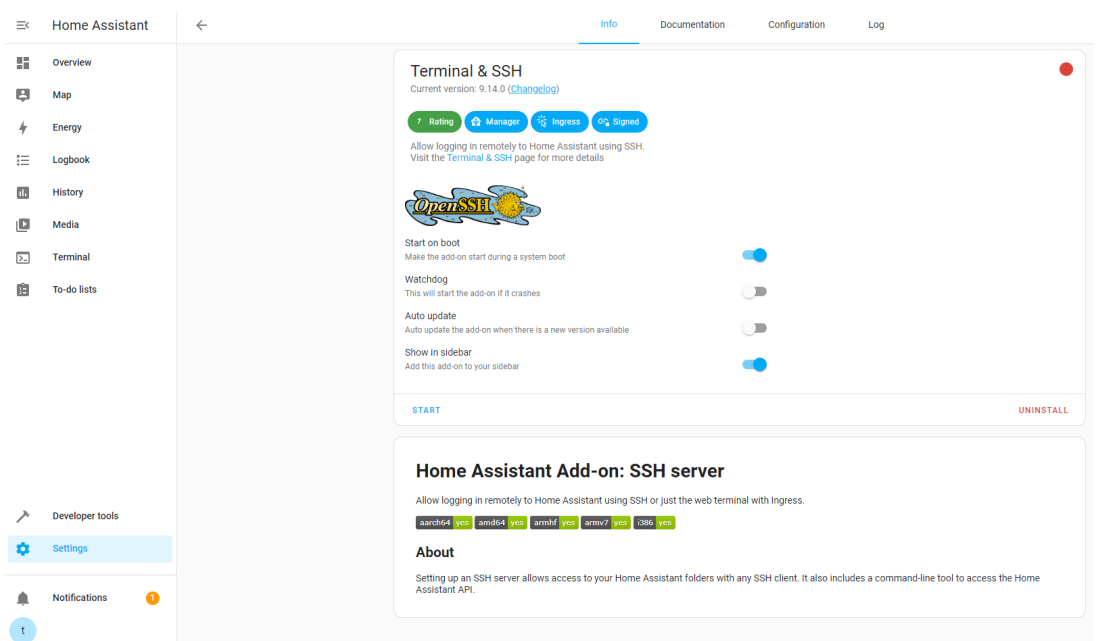 Home Assistant
Info
Documentation
Configuration
Log
Overview
Map
Energy
Logbook
History
Media
Terminal
To-do lists
Developer tools
Settings
Notifications
1
t
Terminal & SSH
Current version: 9.14.0 (Changelog)
? Rating
Manager
Ingress
Signed
Allow logging in remotely to Home Assistant using SSH.
Visit the Terminal & SSH page for more details
OpenSSH
Start on boot
Make the add-on start during a system boot
Watchdog
This will start the add-on if it crashes
Auto update
Auto update the add-on when there is a new version available
Show in sidebar
Add this add-on to your sidebar
START
UNINSTALL
Home Assistant Add-on: SSH server
Allow logging in remotely to Home Assistant using SSH or just the web terminal with Ingress.
aarch64 yes amd64 yes armhf yes armv7 yes i386 yes
About
Setting up an SSH server allows access to your Home Assistant folders with any SSH client. It also includes a command-line tool to access the Home
Assistant API.